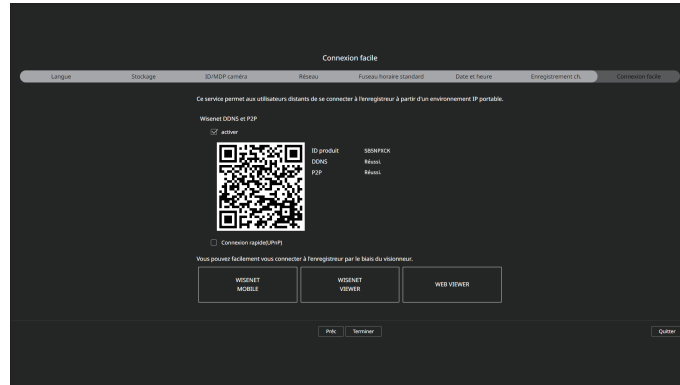 Connexion facile
Langue
Stockage
ID/MDP caméra
Réseau
Fuseau horaire standard
Date et heure
Enregistrement ch.
Connexion facile
Ce service permet aux utilisateurs distants de se connecter à l'enregistreur à partir d'un environnement IP portable.
Wisenet DDNS et P2P
activer
ID produit
SB5NPXCK
DDNS
Réussi.
P2P
Réussi.
Connexion rapide(UPnP)
Vous pouvez facilement vous connecter à l'enregistreur par le biais du visionneur.
WISENET
MOBILE
WISENET
VIEWER
WEB VIEWER
Préc
Terminer
Quitter